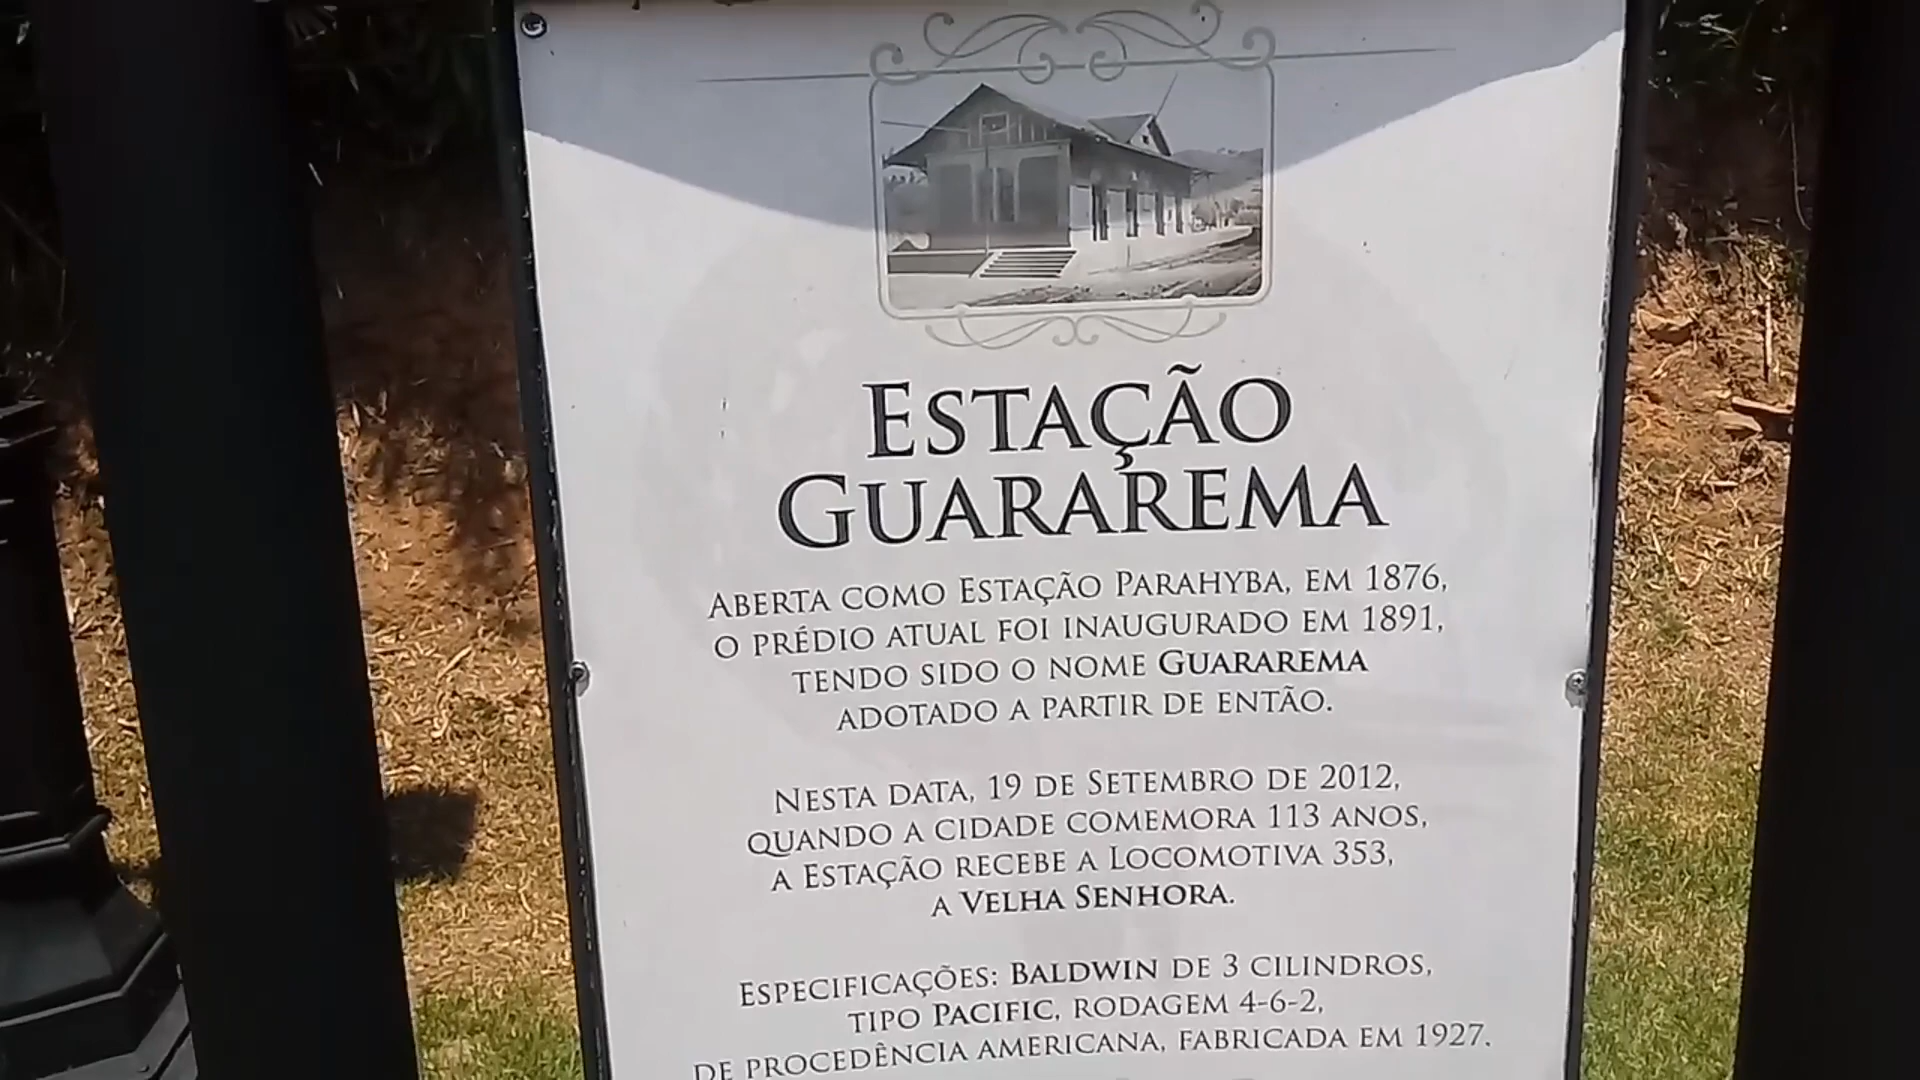 Estação
Guararema
Aberta como Estação Parahyba, em 1876,
o prédio atual foi inaugurado em 1891,
tendo sido o nome Guararema
adotado a partir de então.
Nesta data, 19 de Setembro de 2012,
quando a cidade comemora 113 anos,
a Estação recebe a Locomotiva 353,
a Velha Senhora.
Especificações: Baldwin de 3 cilindros,
tipo Pacific, rodagem 4-6-2,
de procedência americana, fabricada em 1927.